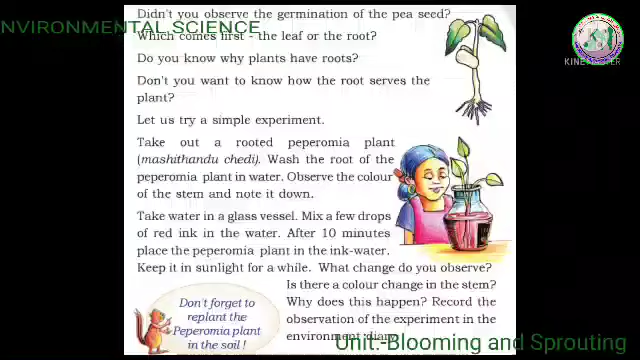 Didn't you observe the germination of the pea seed?
NVIRONMENTAL SCIENCE
Which comes first - the leaf or the root?
Do you know why plants have roots?
Don't you want to know how the root serves the
plant?
Let us try a simple experiment.
Take out a rooted peperomia plant
(mashithandu chedi). Wash the root of the
peperomia plant in water. Observe the colour
of the stem and note it down.
Take water in a glass vessel. Mix a few drops
of red ink in the water. After 10 minutes
place the peperomia plant in the ink-water.
Keep it in sunlight for a while. What change do you observe?
Is there a colour change in the stem?
Why does this happen? Record the
observation of the experiment in the
environment diary.
Don't forget to
replant the
Peperomia plant
in the soil !
Unit:-Blooming and Sprouting